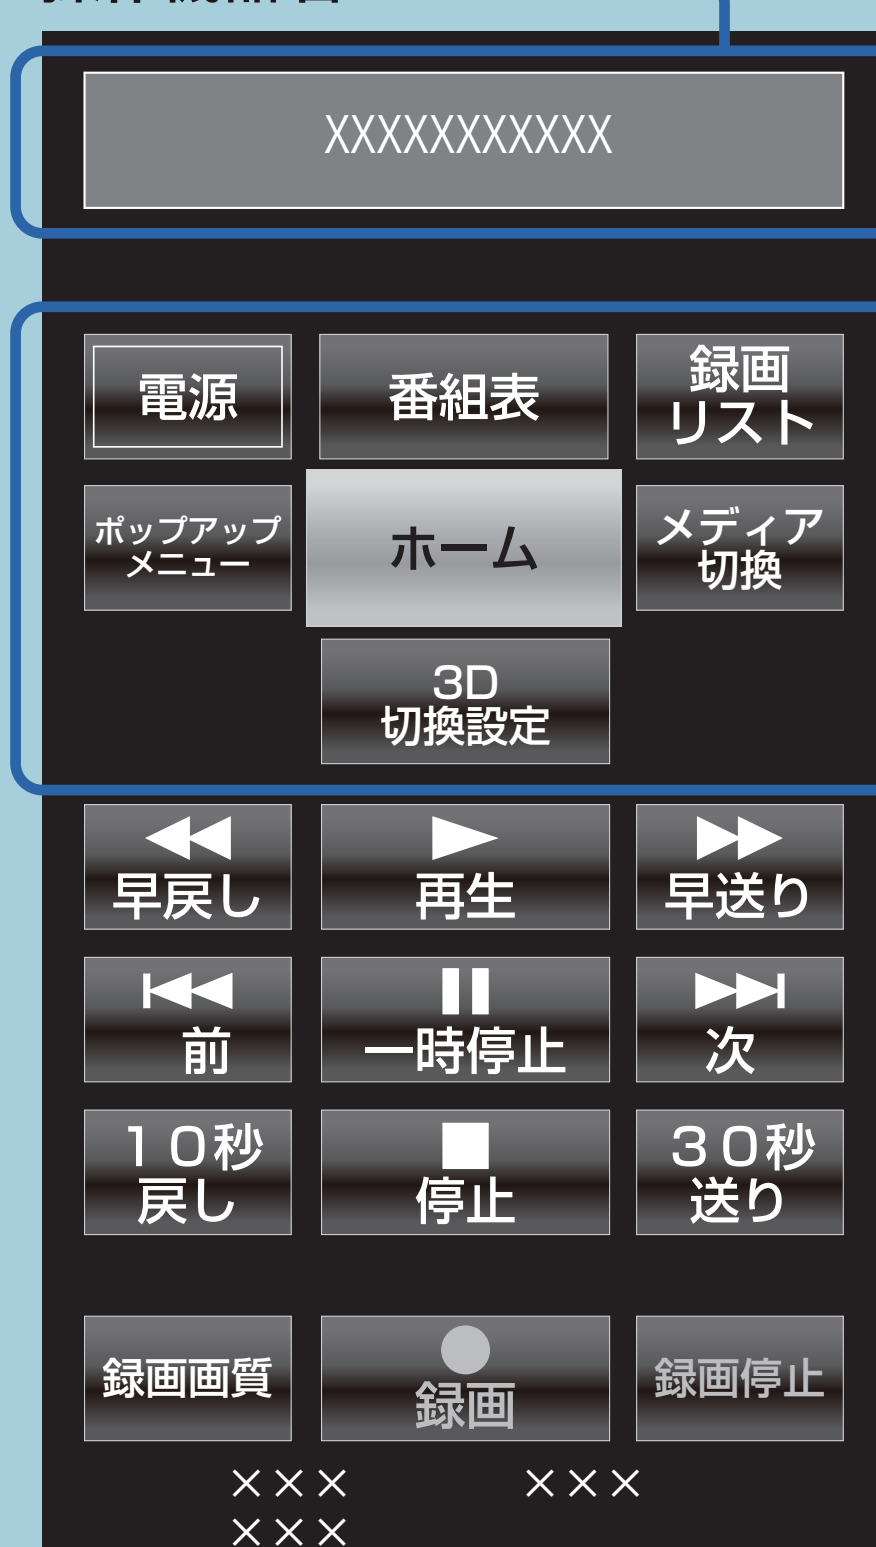 XXXXXXXXXXX
電源
番組表
録画
リスト
ポップアップ
メニュー
ホーム
メディア
切換
3D
切換設定
早戻し
再生
早送り
前
一時停止
次
１０秒
戻し
停止
３０秒
送り
録画画質
録画
録画停止
××× ×××
×××